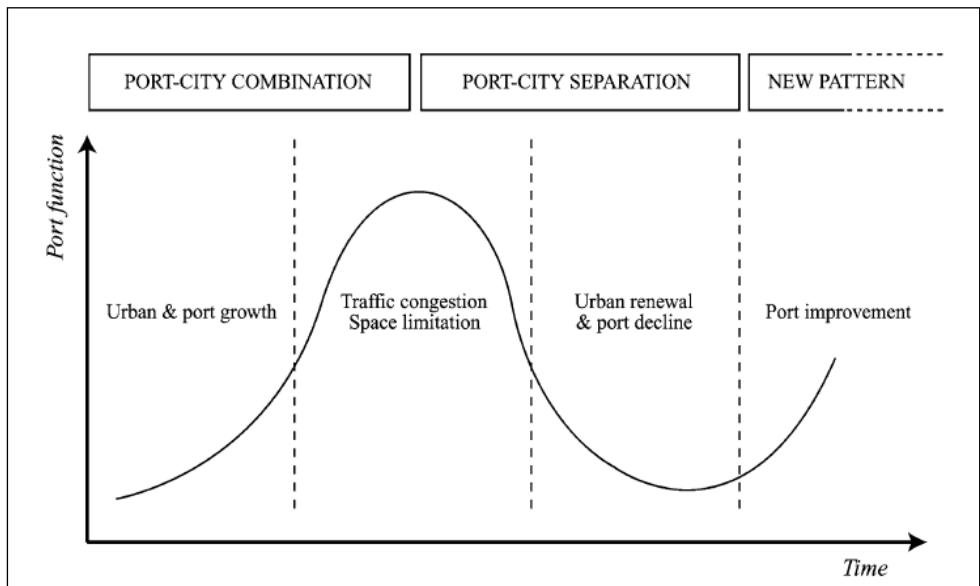 PORT-CITY COMBINATION
PORT-CITY SEPARATION
NEW PATTERN
Port function
Urban & port growth
Traffic congestion
Space limitation
Urban renewal
& port decline
Port improvement
Time